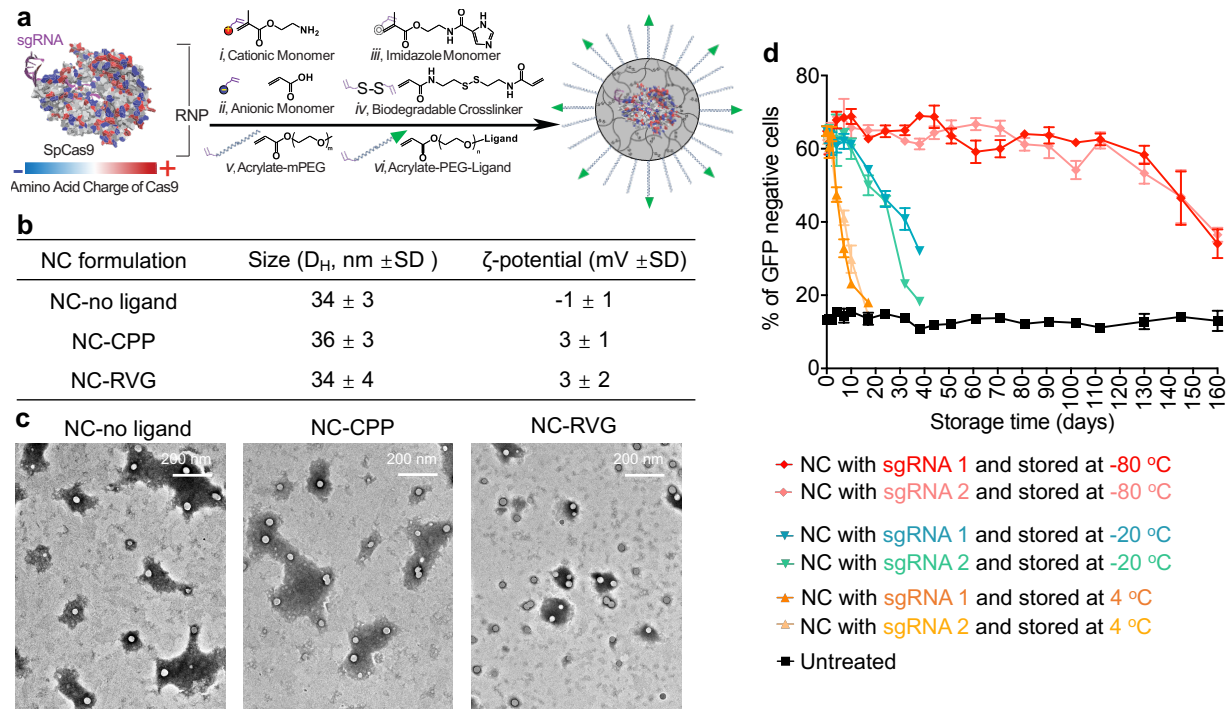 a
sgRNA
SpCas9
- +
Amino Acid Charge of Cas9
RNP
O
O
NH2
i, Cationic Monomer
O
O
H
N
O
HN
N
iii, Imidazole Monomer
OH
O
ii, Anionic Monomer
S-S
O
N
H
S
S
H
N
O
iv, Biodegradable Crosslinker
O
O
O
n
v, Acrylate-mPEG
O
O
O
n
Ligand
vi, Acrylate-PEG-Ligand
b
NC formulation Size (DH, nm ±SD ) ζ-potential (mV ±SD)
NC-no ligand 34 ± 3 -1 ± 1
NC-CPP 36 ± 3 3 ± 1
NC-RVG 34 ± 4 3 ± 2
c
NC-no ligand NC-CPP NC-RVG
200 nm 200 nm 200 nm
d
% of GFP negative cells
80
60
40
20
0
0 10 20 30 40 50 60 70 80 90 100 110 120 130 140 150 160
Storage time (days)
NC with sgRNA 1 and stored at -80 °C
NC with sgRNA 2 and stored at -80 °C
NC with sgRNA 1 and stored at -20 °C
NC with sgRNA 2 and stored at -20 °C
NC with sgRNA 1 and stored at 4 °C
NC with sgRNA 2 and stored at 4 °C
Untreated